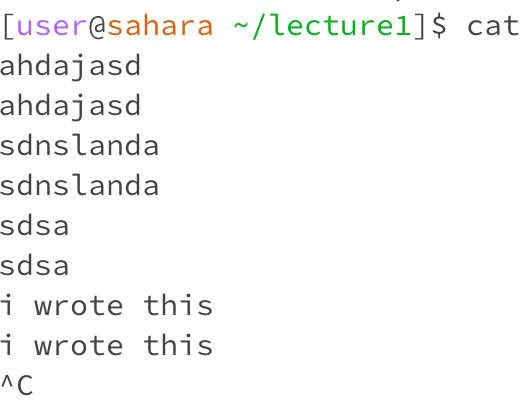 [user@sahara ~/lecture1]$ cat
ahdajasd
ahdajasd
sdnslanda
sdnslanda
sdsa
sdsa
i wrote this
i wrote this
^C